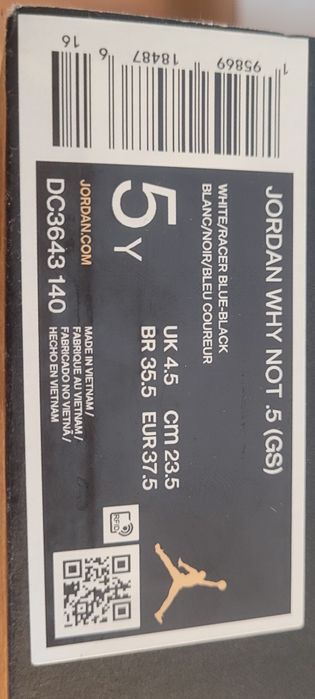 JORDAN WHY NOT .5 (GS)
WHITE/RACER BLUE-BLACK
BLANC/NOIR/BLEU COUREUR
5Y
UK 4.5 cm 23.5
BR 35.5 EUR 37.5
JORDAN.COM
DC3643 140
MADE IN VIETNAM /
FABRIQUE AU VIETNAM /
FABRICADO NO VIETNÃ /
HECHO EN VIETNAM
RFID
1 95869 18487 6
16